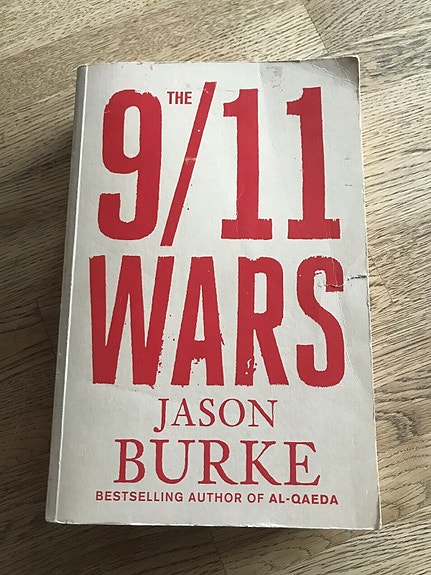 THE
9/11
WARS
JASON
BURKE
BESTSELLING AUTHOR OF AL-QAEDA